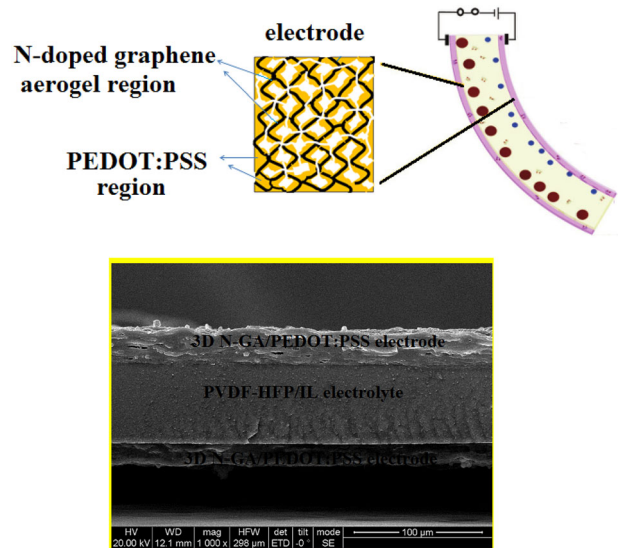 electrode
N-doped graphene
aerogel region
PEDOT:PSS
region
3D N-GA/PEDOT:PSS electrode
PVDF-HFP/IL electrolyte
3D N-GA/PEDOT:PSS electrode
HV WD mag HFW det tilt mode
20.00 kV 12.1 mm 1 000 x 298 µm ETD -0° SE
100 µm